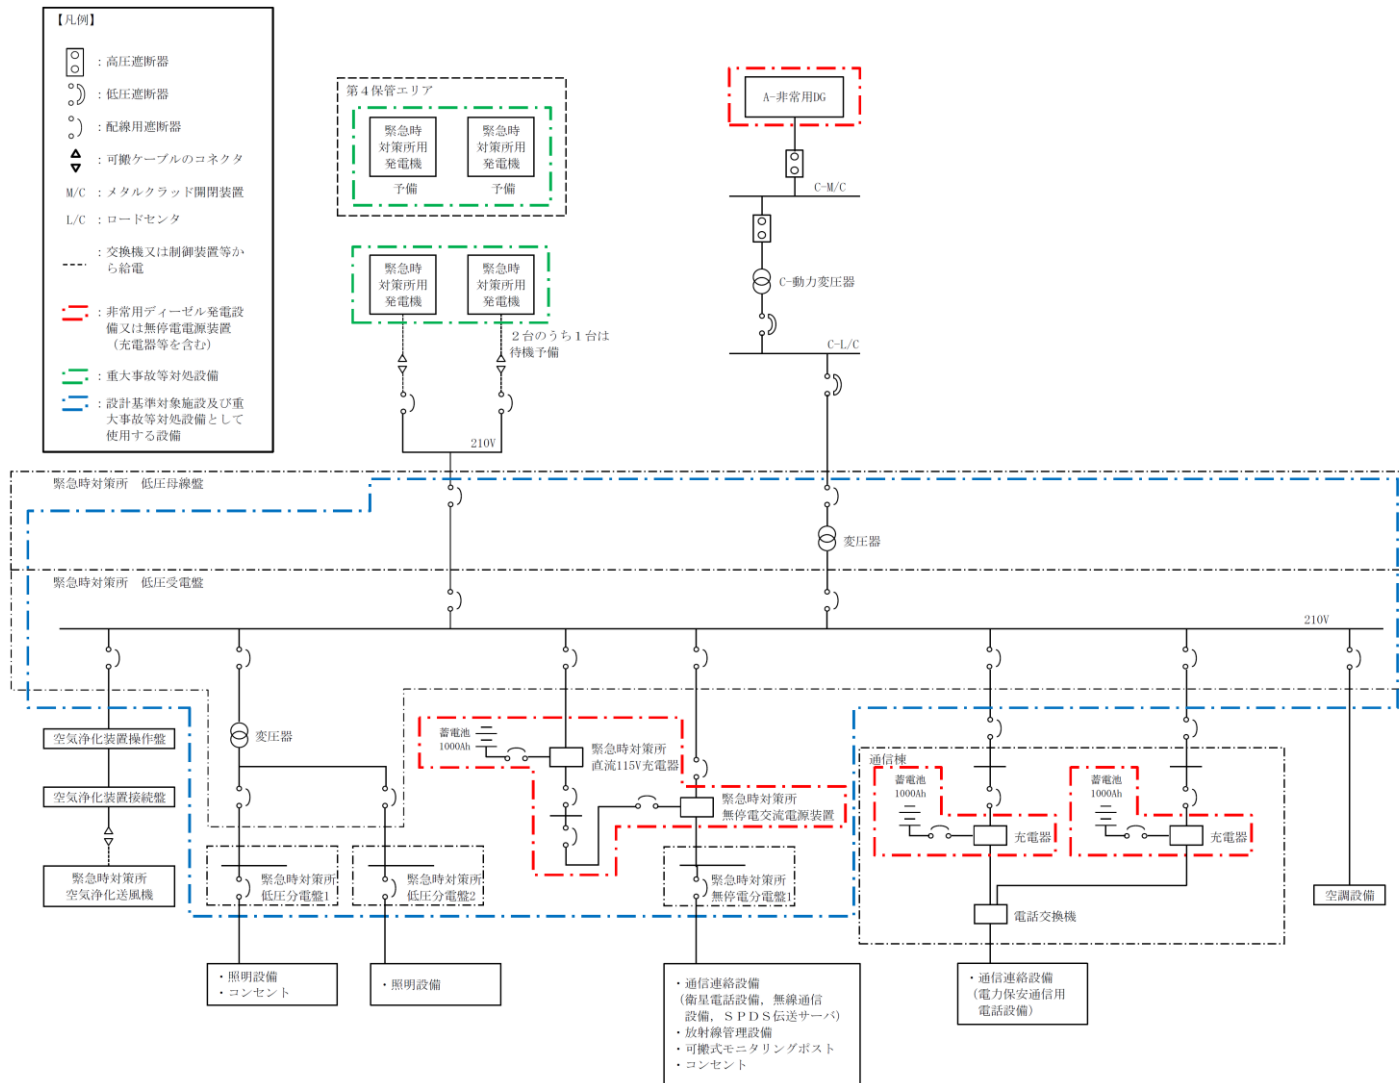 【凡例】
：高圧遮断器
：低圧遮断器
：配線用遮断器
：可搬ケーブルのコネクタ
M/C ：メタルクラッド開閉装置
L/C ：ロードセンタ
：交換機又は制御装置等か
ら給電
：非常用ディーゼル発電設
備又は無停電電源装置
（充電器等を含む）
：重大事故等対処設備
：設計基準対象施設及び重
大事故等対処設備として
使用する設備
第４保管エリア
緊急時
対策所用
発電機
予備
緊急時
対策所用
発電機
予備
緊急時
対策所用
発電機
緊急時
対策所用
発電機
２台のうち１台は
待機予備
210V
A-非常用DG
C-M/C
C-動力変圧器
C-L/C
緊急時対策所　低圧母線盤
変圧器
緊急時対策所　低圧受電盤
210V
空気浄化装置操作盤
空気浄化装置接続盤
緊急時対策所
空気浄化送風機
変圧器
緊急時対策所
低圧分電盤1
緊急時対策所
低圧分電盤2
・照明設備
・コンセント
・照明設備
蓄電池
1000Ah
緊急時対策所
直流115V充電器
緊急時対策所
無停電交流電源装置
緊急時対策所
無停電分電盤1
・通信連絡設備
（衛星電話設備，無線通信
設備，ＳＰＤＳ伝送サーバ）
・放射線管理設備
・可搬式モニタリングポスト
・コンセント
通信棟
蓄電池
1000Ah
充電器
蓄電池
1000Ah
充電器
電話交換機
・通信連絡設備
（電力保安通信用
電話設備）
空調設備